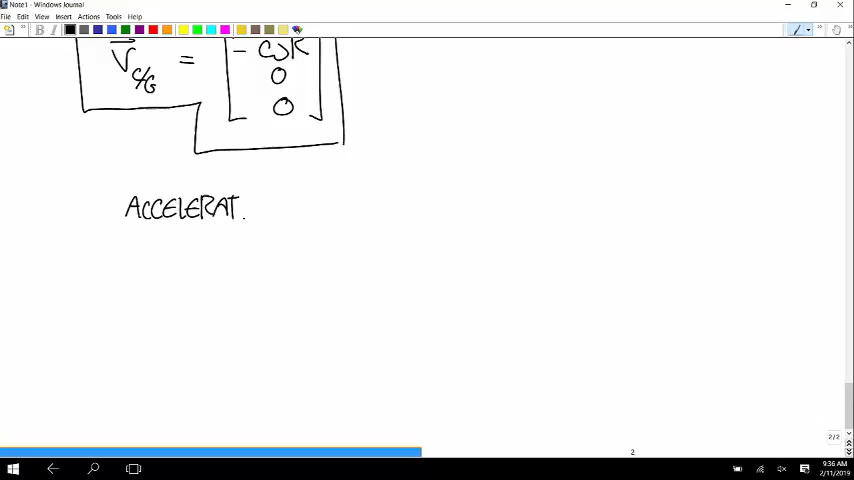 Note1 - Windows Journal
File Edit View Insert Actions Tools Help
B I
V C/G = - ωR
0
0
ACCELERAT.
2/2
2
9:36 AM
2/11/2019